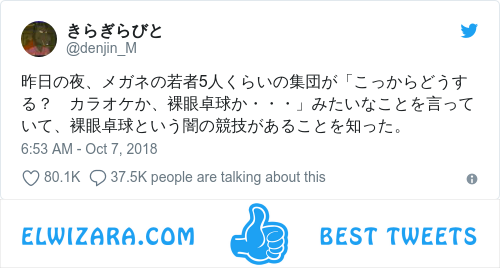 きらぎらびと
@denjin_M
昨日の夜、メガネの若者5人くらいの集団が「こっからどうす
る？　カラオケか、裸眼卓球か・・・」みたいなことを言って
いて、裸眼卓球という闇の競技があることを知った。
6:53 AM - Oct 7, 2018
80.1K 37.5K people are talking about this
ELWIZARA.COM BEST TWEETS